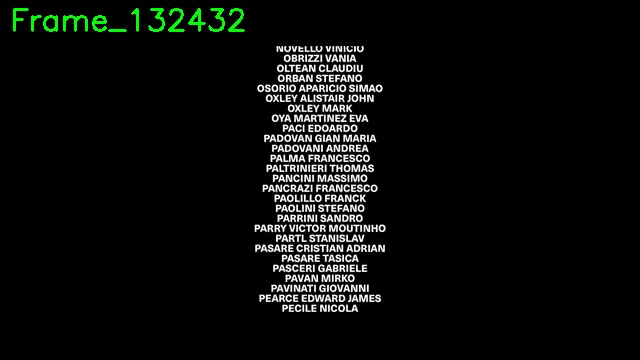 Frame_132432
NOVELLO VINICIO
OBRIZZI VANIA
OLTEAN CLAUDIU
ORBAN STEFANO
OSORIO APARICIO SIMAO
OXLEY ALISTAIR JOHN
OXLEY MARK
OYA MARTINEZ EVA
PACI EDOARDO
PADOVAN GIAN MARIA
PADOVANI ANDREA
PALMA FRANCESCO
PALTRINIERI THOMAS
PANCINI MASSIMO
PANCRAZI FRANCESCO
PAOLILLO FRANCK
PAOLINI STEFANO
PARRINI SANDRO
PARRY VICTOR MOUTINHO
PARTL STANISLAV
PASARE CRISTIAN ADRIAN
PASARE TASICA
PASCERI GABRIELE
PAVAN MIRKO
PAVINATI GIOVANNI
PEARCE EDWARD JAMES
PECILE NICOLA